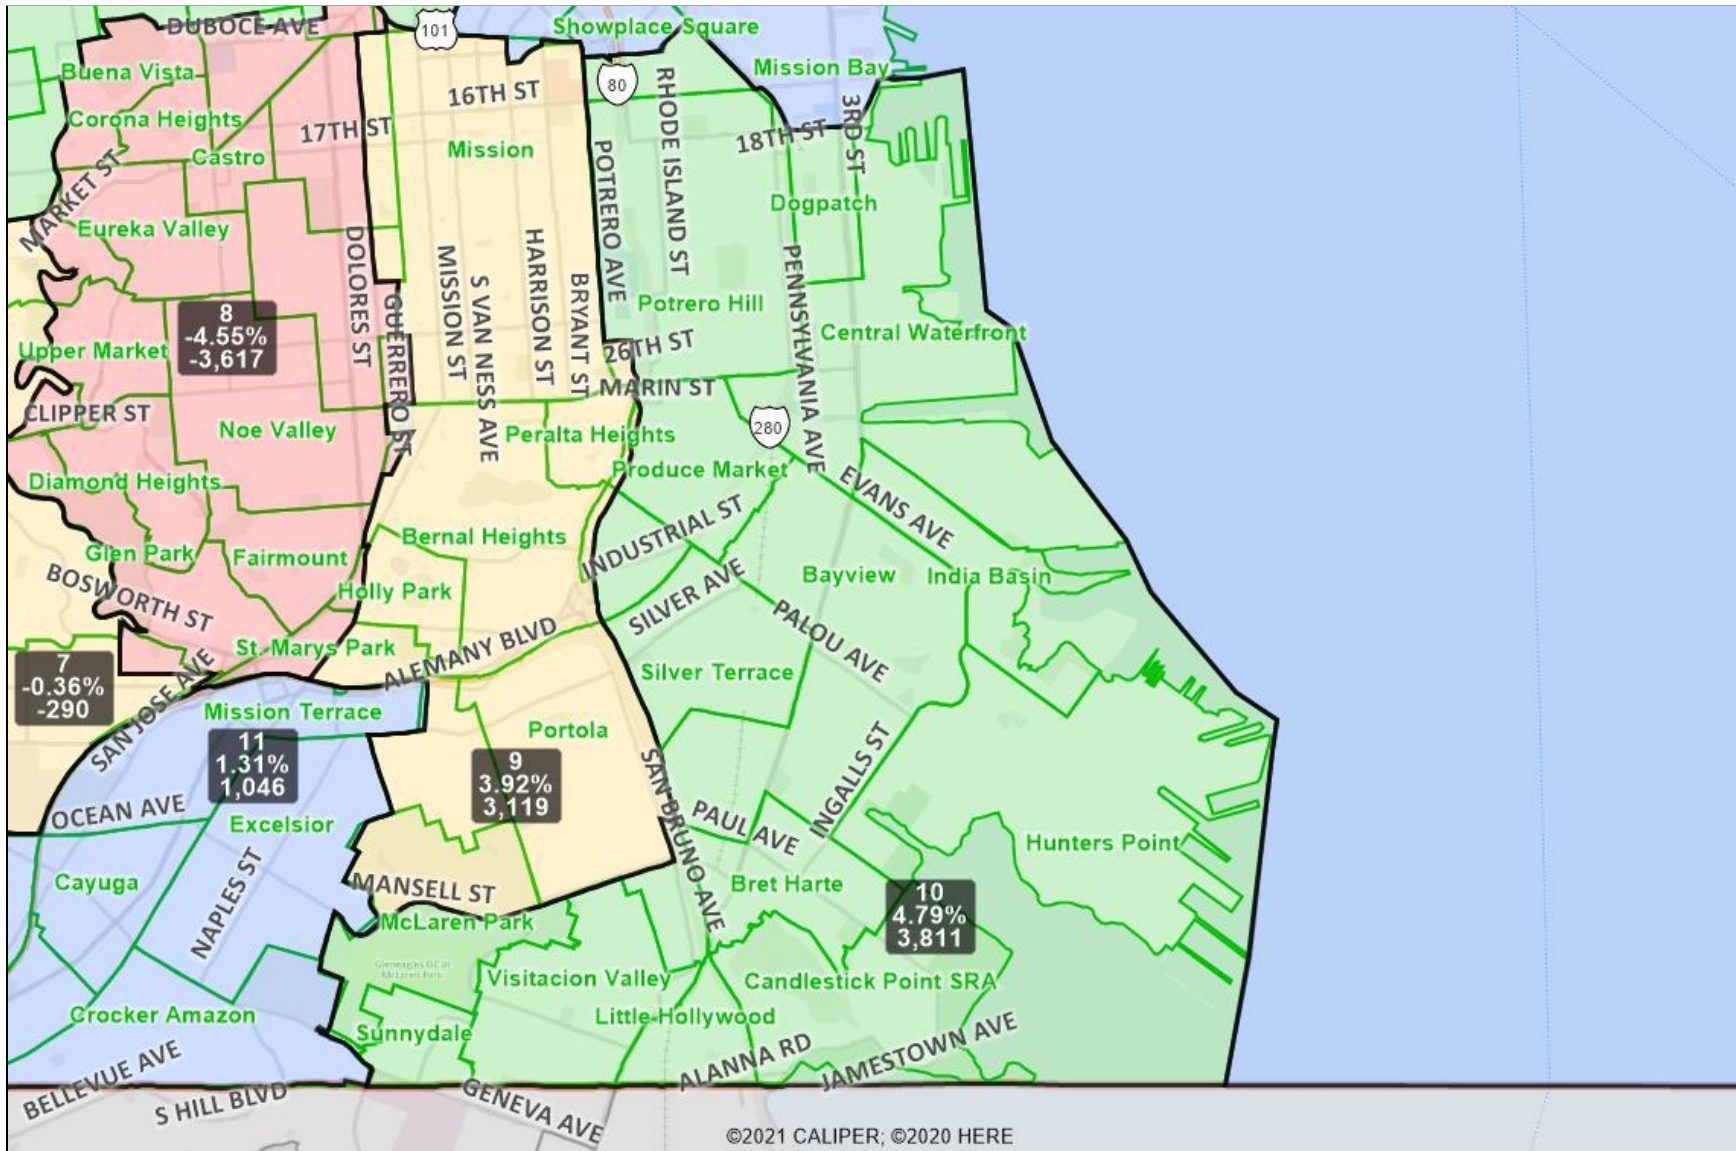 DUBOCE AVE
101
Showplace Square
Buena Vista
80
RHODE ISLAND ST
Mission Bay
16TH ST
3RD ST
Corona Heights
17TH ST
18TH ST
Castro
Mission
MARKET ST
POTRERO AVE
Dogpatch
Eureka Valley
DOLORES ST
MISSION ST
S VAN NESS AVE
HARRISON ST
BRYANT ST
PENNSYLVANIA AVE
GUERRERO ST
Potrero Hill
8
-4.55%
-3,617
Central Waterfront
Upper Market
26TH ST
MARIN ST
CLIPPER ST
Noe Valley
Peralta Heights
280
Produce Market
EVANS AVE
Diamond Heights
INDUSTRIAL ST
Bernal Heights
Glen Park
Fairmount
BOSWORTH ST
Holly Park
SILVER AVE
Bayview
India Basin
PALOU AVE
St. Marys Park
ALEMANY BLVD
7
-0.36%
-290
SAN JOSE AVE
Silver Terrace
Mission Terrace
Portola
11
1.31%
1,046
9
3.92%
3,119
SAN BRUNO AVE
INGALLS ST
OCEAN AVE
Excelsior
PAUL AVE
Hunters Point
Cayuga
NAPLES ST
MANSELL ST
Bret Harte
10
4.79%
3,811
McLaren Park
Gleneagles GC at
McLaren Park
Visitacion Valley
Candlestick Point SRA
Crocker Amazon
Sunnydale
Little Hollywood
BELLEVUE AVE
ALANNA RD
JAMESTOWN AVE
S HILL BLVD
GENEVA AVE
©2021 CALIPER; ©2020 HERE